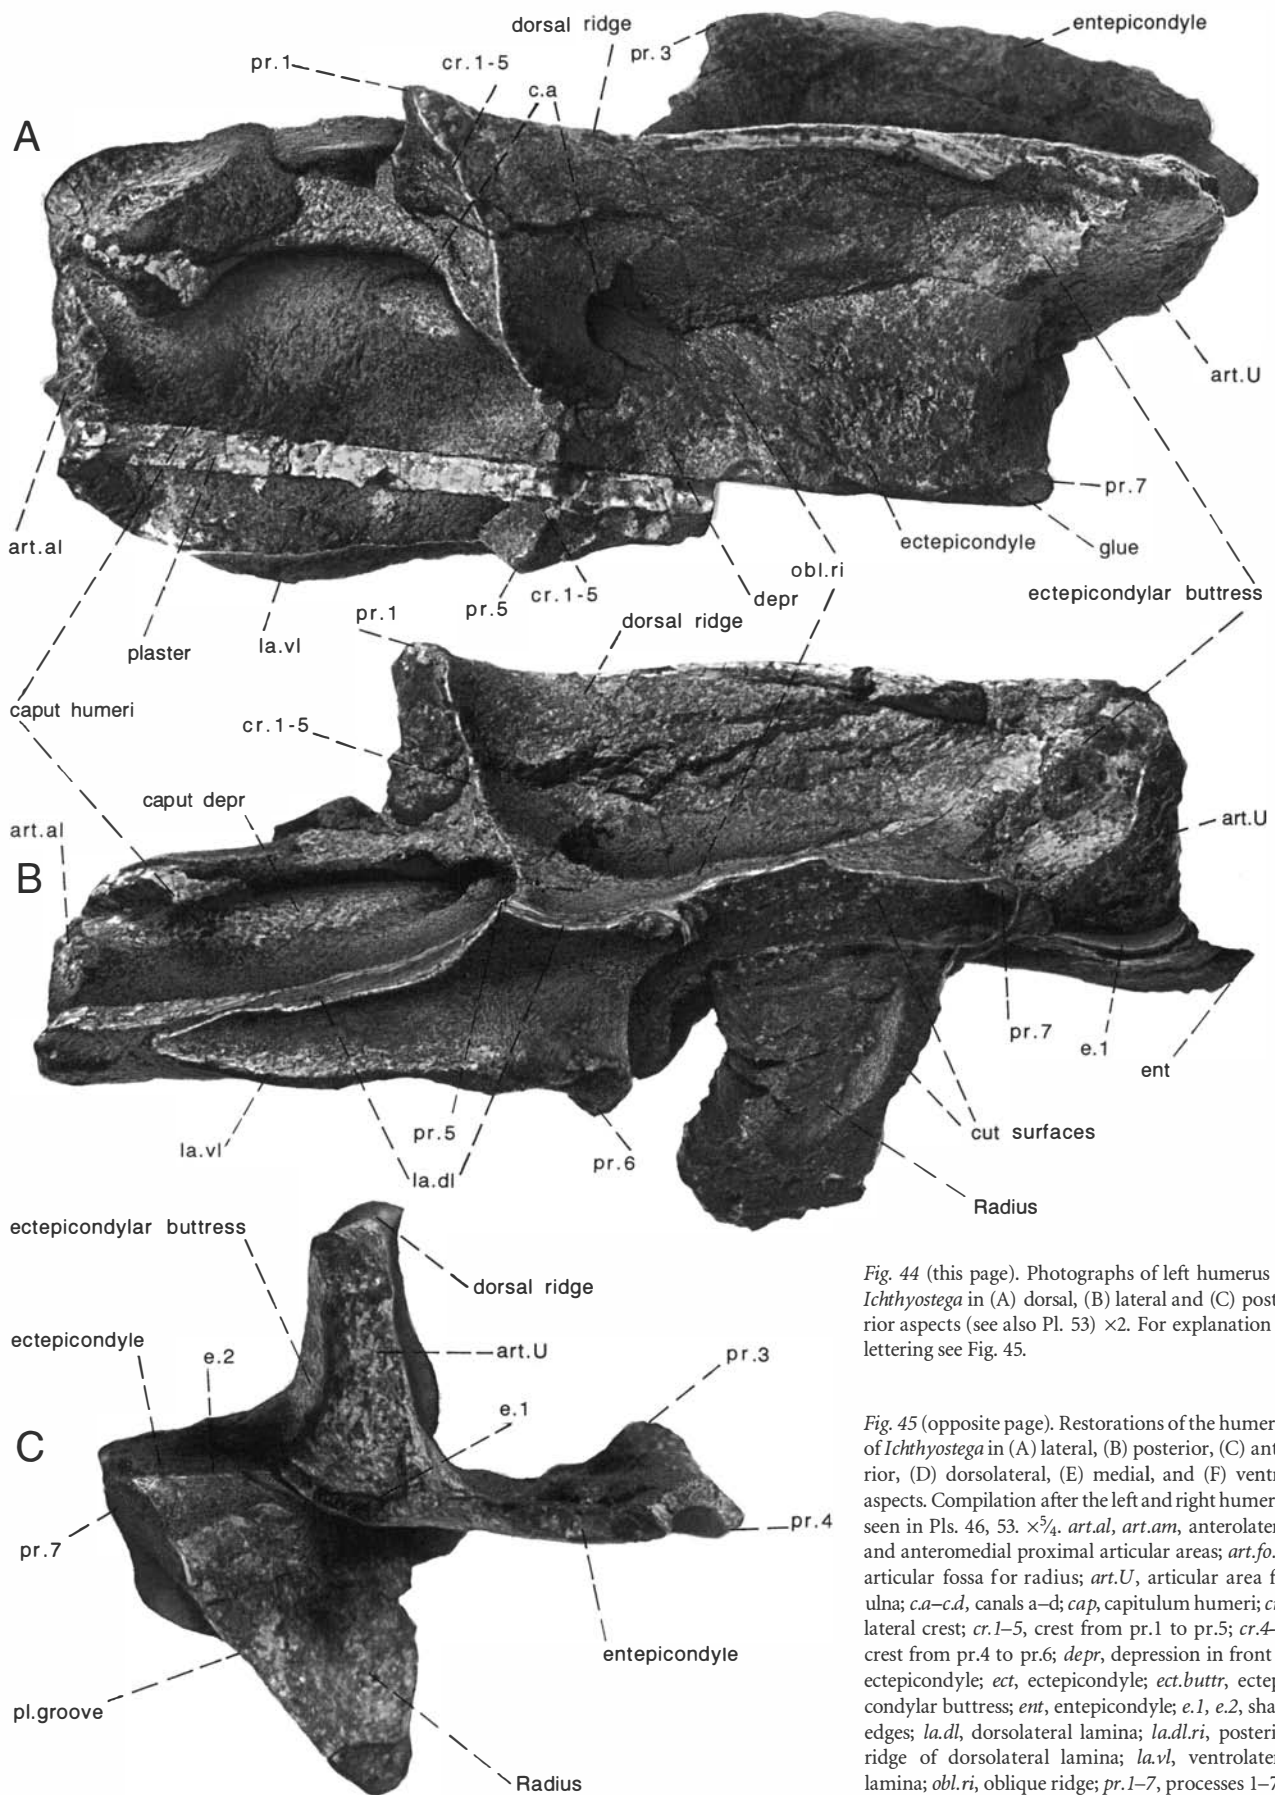 dorsal ridge
entepicondyle
pr.3
pr.1
cr.1-5
c.a
A
art.U
pr.7
art.al
ectepicondyle
glue
obl.ri
depr
ectepicondylar buttress
pr.5
cr.1-5
pr.1
plaster
la.vl
dorsal ridge
caput humeri
cr.1-5
caput depr
art.al
art.U
B
pr.7
e.1
ent
la.vl
pr.5
cut surfaces
pr.6
la.dl
Radius
ectepicondylar buttress
dorsal ridge
ectepicondyle
e.2
art.U
pr.3
e.1
C
pr.7
pr.4
entepicondyle
pl.groove
Radius
Fig. 44 (this page). Photographs of left humerus
Ichthyostega in (A) dorsal, (B) lateral and (C) post
rior aspects (see also Pl. 53) ×2. For explanation
lettering see Fig. 45.
Fig. 45 (opposite page). Restorations of the humer
of Ichthyostega in (A) lateral, (B) posterior, (C) ant
rior, (D) dorsolateral, (E) medial, and (F) ventr
aspects. Compilation after the left and right humer
seen in Pls. 46, 53. ×5⁄4. art.al, art.am, anterolater
and anteromedial proximal articular areas; art.fo.
articular fossa for radius; art.U, articular area f
ulna; c.a–c.d, canals a–d; cap, capitulum humeri; c
lateral crest; cr.1–5, crest from pr.1 to pr.5; cr.4–
crest from pr.4 to pr.6; depr, depression in front
ectepicondyle; ect, ectepicondyle; ect.buttr, ectep
condylar buttress; ent, entepicondyle; e.1, e.2, sha
edges; la.dl, dorsolateral lamina; la.dl.ri, posteri
ridge of dorsolateral lamina; la.vl, ventrolater
lamina; obl.ri, oblique ridge; pr.1–7, processes 1–7